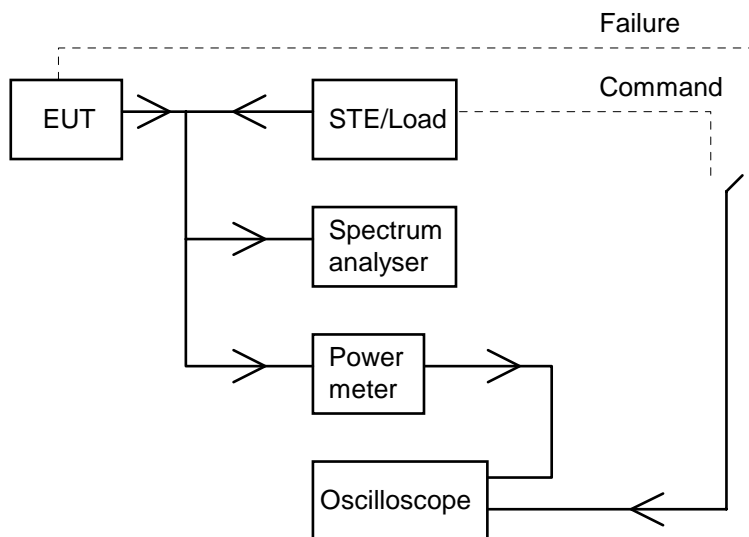 Failure
Command
EUT
STE/Load
Spectrum
analyser
Power
meter
Oscilloscope